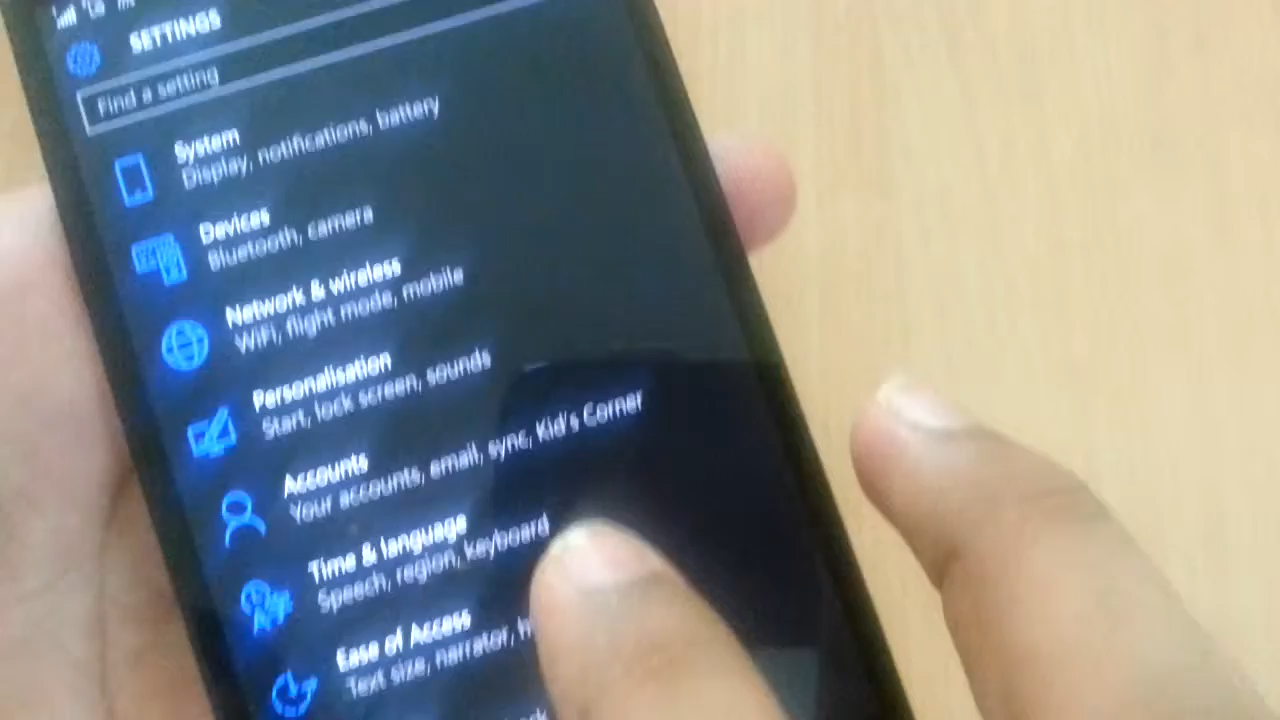 SETTINGS
Find a setting
System
Display, notifications, battery
Devices
Bluetooth, camera
Network & wireless
WiFi, flight mode, mobile
Personalisation
Start, lock screen, sounds
Accounts
Your accounts, email, sync, Kid's Corner
Time & language
Speech, region, keyboard
Ease of Access
Text size, narrator,